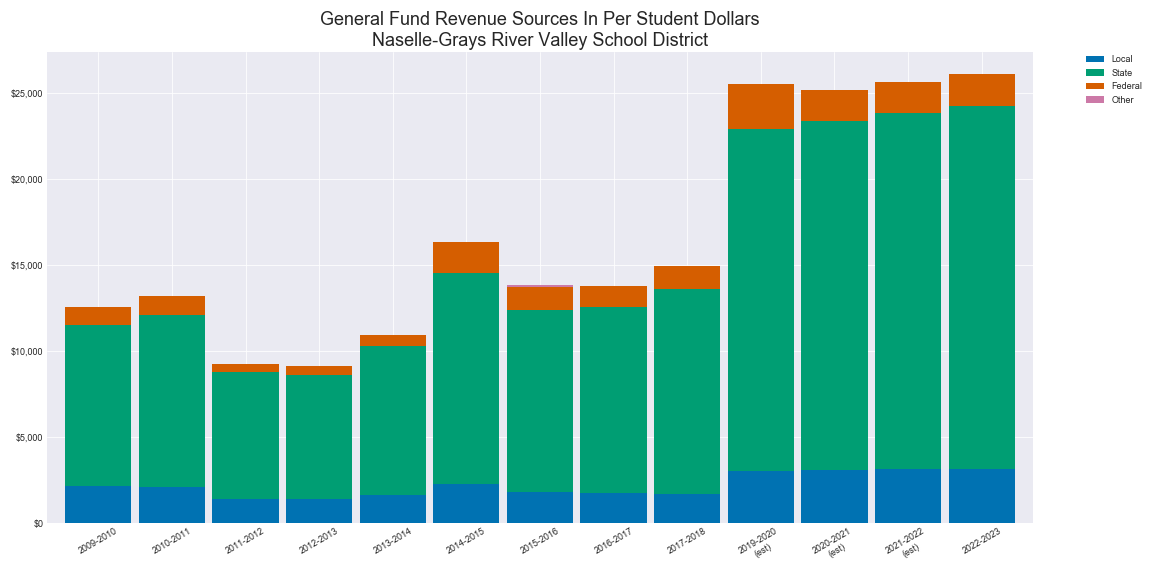 General Fund Revenue Sources In Per Student Dollars
Naselle-Grays River Valley School District
Local
State
Federal
Other
$25,000
$20,000
$15,000
$10,000
$5,000
$0
2009-2010
2010-2011
2011-2012
2012-2013
2013-2014
2014-2015
2015-2016
2016-2017
2017-2018
2019-2020
(est)
2020-2021
(est)
2021-2022
(est)
2022-2023